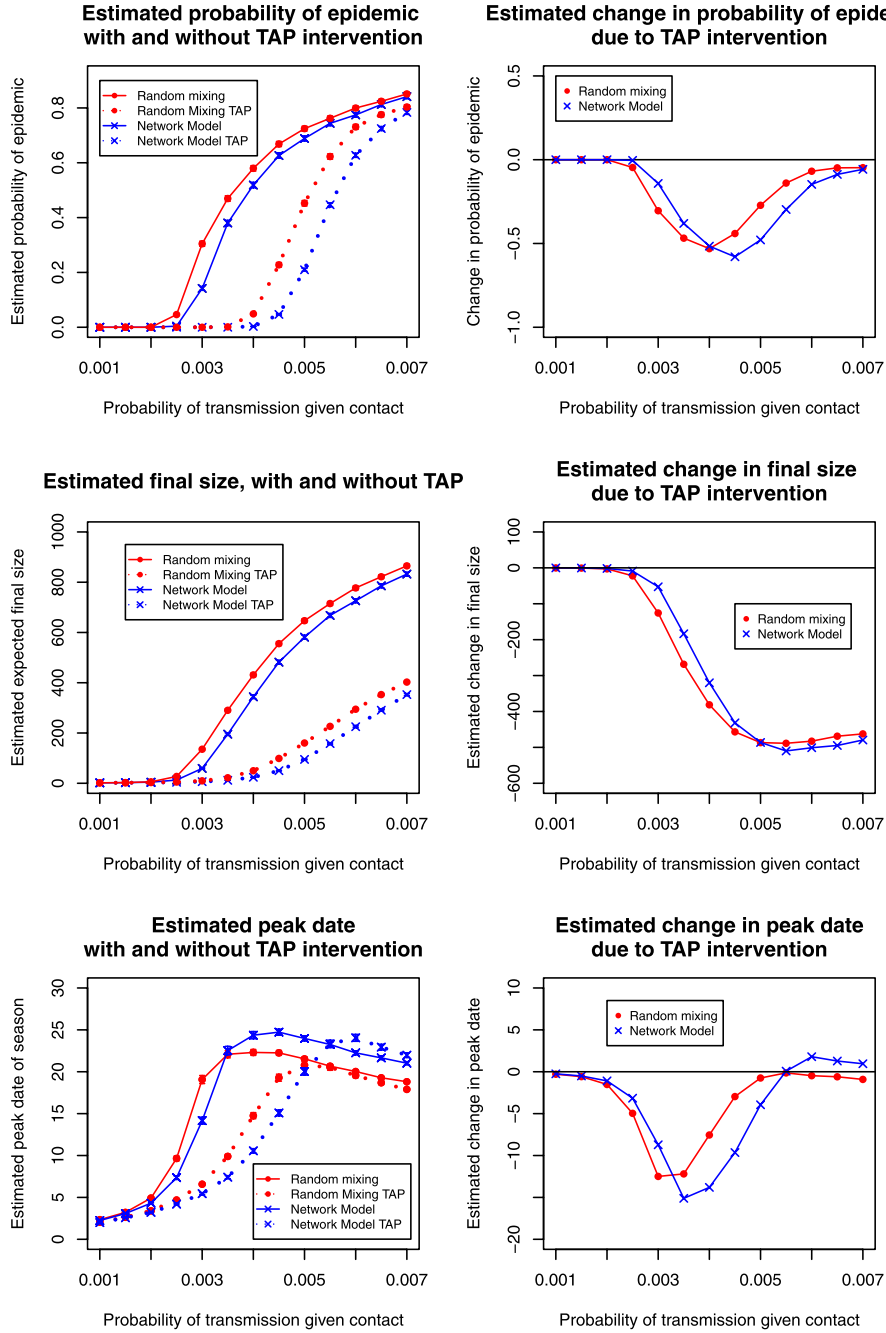 Estimated probability of epidemic
with and without TAP intervention
Estimated probability of epidemic
0.0
0.2
0.4
0.6
0.8
Random mixing
Random Mixing TAP
Network Model
Network Model TAP
0.001
0.003
0.005
0.007
Probability of transmission given contact
Estimated change in probability of epide
due to TAP intervention
Change in probability of epidemic
−1.0
−0.5
0.0
0.5
Random mixing
Network Model
0.001
0.003
0.005
0.007
Probability of transmission given contact
Estimated final size, with and without TAP
Estimated expected final size
0
200
400
600
800
1000
Random mixing
Random Mixing TAP
Network Model
Network Model TAP
0.001
0.003
0.005
0.007
Probability of transmission given contact
Estimated change in final size
due to TAP intervention
Estimated change in final size
−600
−400
−200
0
100
Random mixing
Network Model
0.001
0.003
0.005
0.007
Probability of transmission given contact
Estimated peak date
with and without TAP intervention
Estimated peak date of season
0
5
10
15
20
25
30
Random mixing
Random Mixing TAP
Network Model
Network Model TAP
0.001
0.003
0.005
0.007
Probability of transmission given contact
Estimated change in peak date
due to TAP intervention
Estimated change in peak date
−20
−10
−5
0
5
10
Random mixing
Network Model
0.001
0.003
0.005
0.007
Probability of transmission given contact